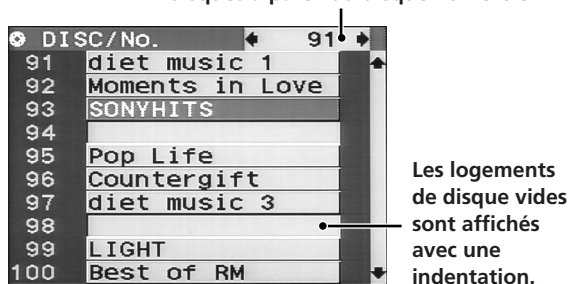 DISC/No. 91
91 diet music 1
92 Moments in Love
93 SONYHITS
94
95 Pop Life
96 Countergift
97 diet music 3
98
99 LIGHT
100 Best of RM
Les logements
de disque vides
sont affichés
avec une
indentation.